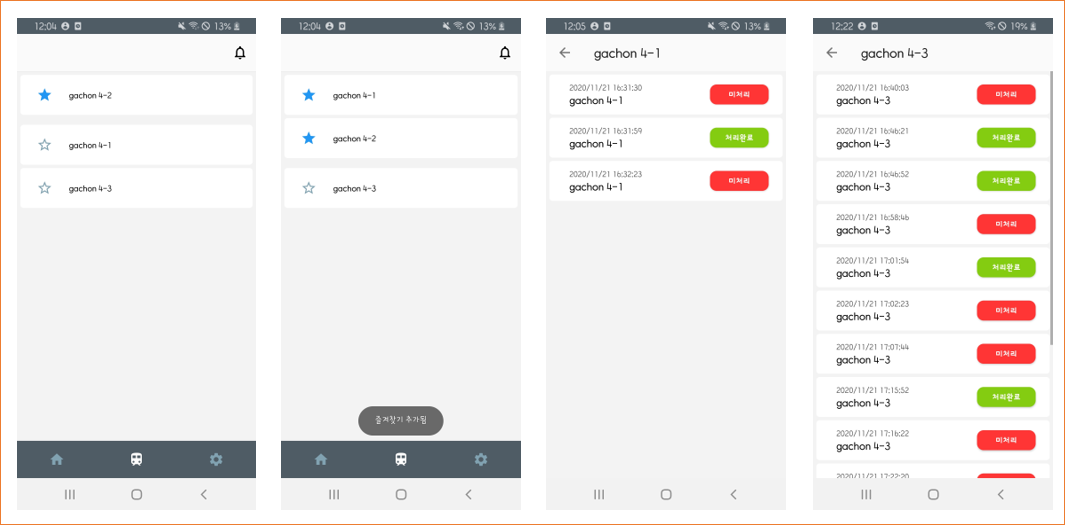 12:04
13%
gachon 4-2
gachon 4-1
gachon 4-3
12:04
13%
gachon 4-1
gachon 4-2
gachon 4-3
즐겨찾기 추가됨
12:05
13%
gachon 4-1
2020/11/21 16:31:30
gachon 4-1
미처리
2020/11/21 16:31:59
gachon 4-1
처리완료
2020/11/21 16:32:23
gachon 4-1
미처리
12:22
19%
gachon 4-3
2020/11/21 16:40:03
gachon 4-3
미처리
2020/11/21 16:46:21
gachon 4-3
처리완료
2020/11/21 16:46:52
gachon 4-3
처리완료
2020/11/21 16:58:46
gachon 4-3
미처리
2020/11/21 17:01:54
gachon 4-3
처리완료
2020/11/21 17:02:23
gachon 4-3
미처리
2020/11/21 17:07:44
gachon 4-3
미처리
2020/11/21 17:15:52
gachon 4-3
처리완료
2020/11/21 17:16:22
gachon 4-3
미처리
2020/11/21 17:22:20